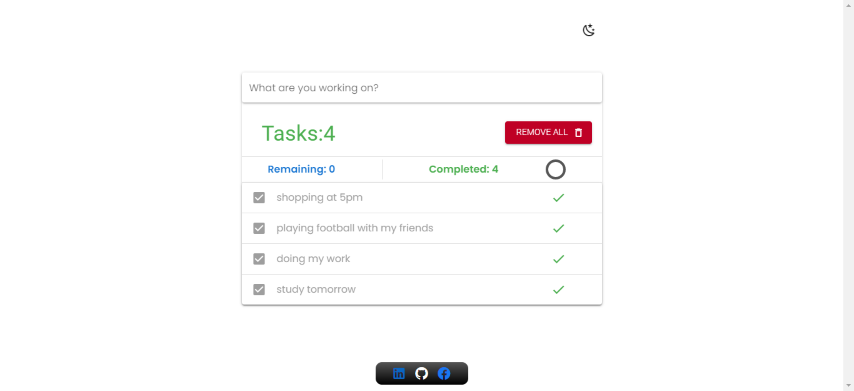 What are you working on?
Tasks:4
REMOVE ALL
Remaining: 0
Completed: 4
shopping at 5pm
playing football with my friends
doing my work
study tomorrow